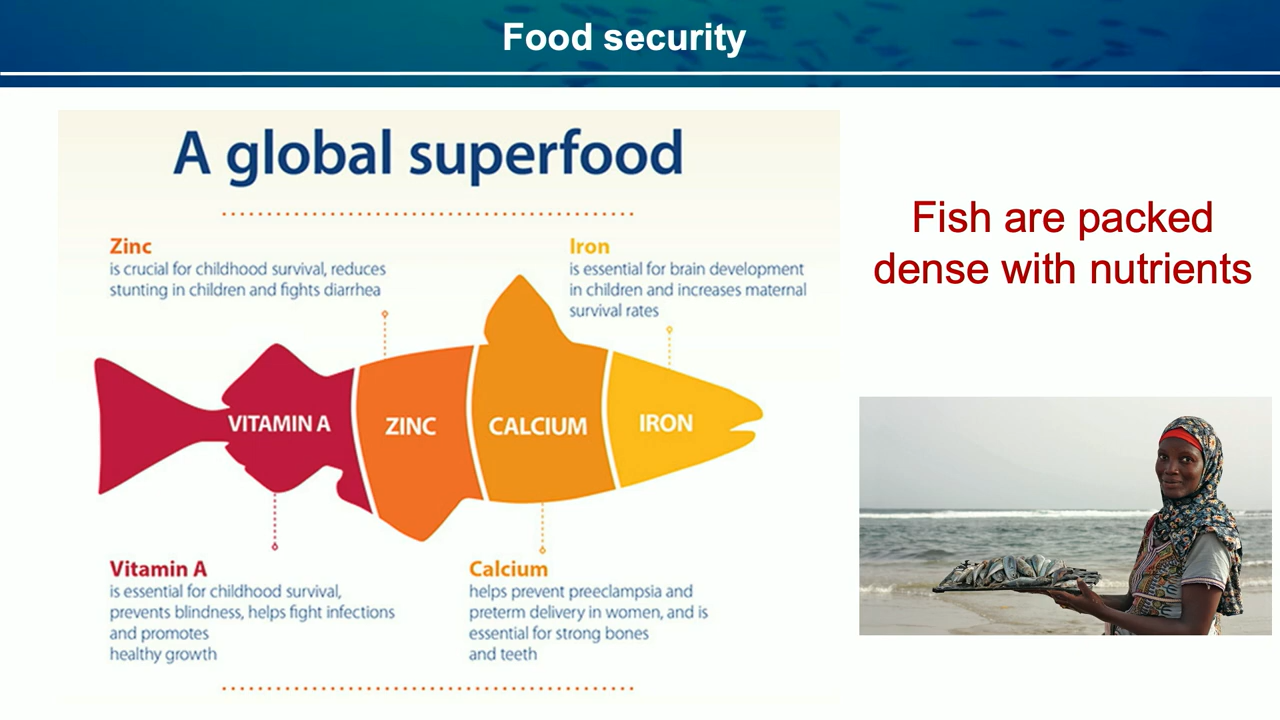 Food security
A global superfood
Zinc
is crucial for childhood survival, reduces
stunting in children and fights diarrhea
Iron
is essential for brain development
in children and increases maternal
survival rates
VITAMIN A
ZINC
CALCIUM
IRON
Vitamin A
is essential for childhood survival,
prevents blindness, helps fight infections
and promotes
healthy growth
Calcium
helps prevent preeclampsia and
preterm delivery in women, and is
essential for strong bones
and teeth
Fish are packed
dense with nutrients